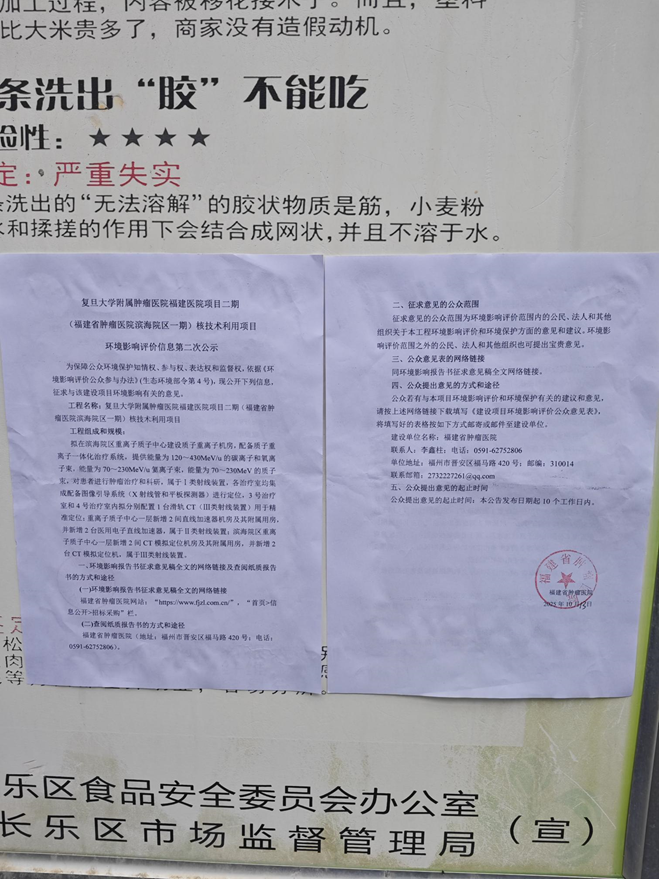 加工过程，内容被移花接木了。而且，塑料
比大米贵多了，商家没有造假动机。
条洗出“胶”不能吃
险性：★★★★
定：严重失实
条洗出的“无法溶解”的胶状物质是筋，小麦粉
水和揉搓的作用下会结合成网状，并且不溶于水。
复旦大学附属肿瘤医院福建医院项目二期
（福建省肿瘤医院滨海院区一期）核技术利用项目
环境影响评价信息第二次公示
为保障公众环境保护知情权、参与权、表达权和监督权，依据《环
境影响评价公众参与办法》(生态环境部令第 4 号)，现公开下列信息，
征求与该建设项目环境影响有关的意见。
工程名称：复旦大学附属肿瘤医院福建医院项目二期（福建省肿
瘤医院滨海院区一期）核技术利用项目
工程组成和规模：
拟在滨海院区重离子质子中心建设质子重离子机房，配备质子重
离子一体化治疗系统，提供能量为 120～430MeV/u 的碳离子和氧离
子束，能量为 70～230MeV/u 氦离子束，能量为 70～230MeV 的质子
束，对患者进行肿瘤治疗和科研，属于Ⅰ类射线装置；各治疗室均集
成配备图像引导系统（X 射线管和平板探测器）进行定位，3 号治疗
室和 4 号治疗室内拟分别配置 1 台滑轨 CT（Ⅲ类射线装置）用于精
准定位；重离子质子中心一层新增 2 间直线加速器机房及其附属用房，
并新增 2 台医用电子直线加速器，属于Ⅱ类射线装置；滨海院区重离
子质子中心一层新增 2 间 CT 模拟定位机房及其附属用房，并新增 2
台 CT 模拟定位机，属于Ⅲ类射线装置。
一、环境影响报告书征求意见稿全文的网络链接及查阅纸质报告
书的方式和途径
(一)环境影响报告书征求意见稿全文的网络链接
福建省肿瘤医院网站：“https://www.fjzl.com.cn/”，“首页>信
息公开>招标采购”栏。
(二)查阅纸质报告书的方式和途径
福建省肿瘤医院（地址：福州市晋安区福马路 420 号；电话：
0591-62752806）。
二、征求意见的公众范围
征求意见的公众范围为环境影响评价范围内的公民、法人和其他
组织关于本工程环境影响评价和环境保护方面的意见和建议。环境影
响评价范围之外的公民、法人和其他组织也可提出宝贵意见。
三、公众意见表的网络链接
同环境影响报告书征求意见稿全文网络链接。
四、公众提出意见的方式和途径
公众若有与本项目环境影响评价和环境保护有关的建议和意见，
请按上述网络链接下载填写《建设项目环境影响评价公众意见表》，
将填写好的表格按如下方式邮寄或邮件至建设单位。
建设单位名称：福建省肿瘤医院
联系人：李鑫柱；电话：0591-62752806
单位地址：福州市晋安区福马路 420 号；邮编：310014
联系邮箱：2732227261@qq.com
五、公众提出意见的起止时间
公众提出意见的起止时间：本公告发布日期起 10 个工作日内。
福建省肿瘤医院
2025 年 10 月 13 日
乐区食品安全委员会办公室
长乐区市场监督管理局（宣）